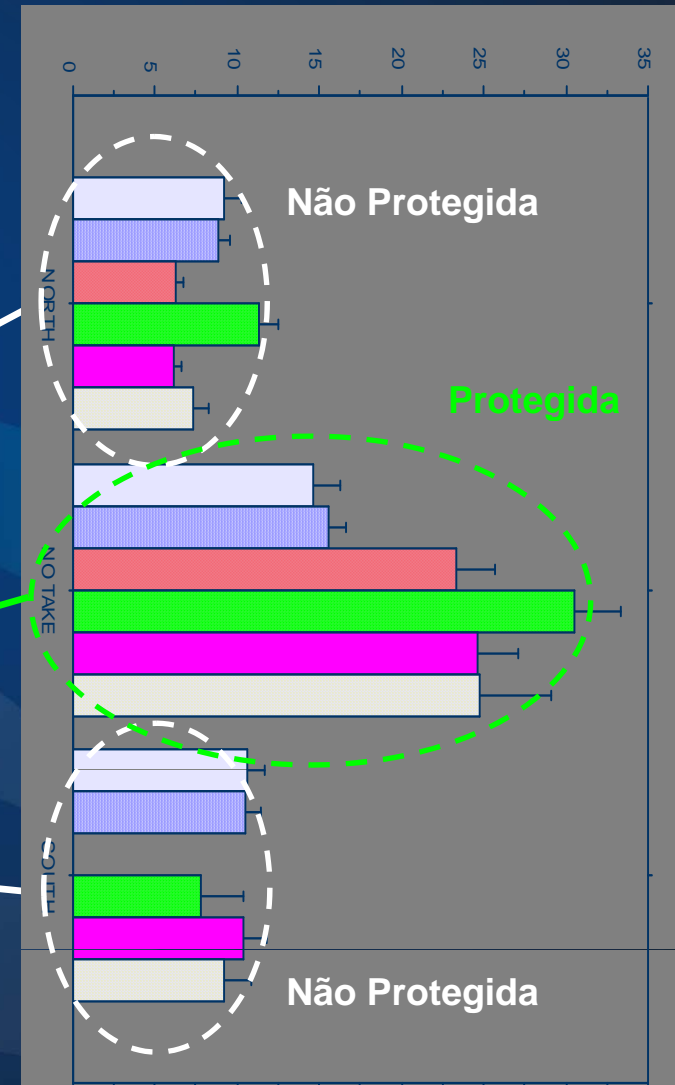 0 5 10 15 20 25 30 35
Não Protegida
NORTH
Protegida
NO TAKE
SOUTH
Não Protegida